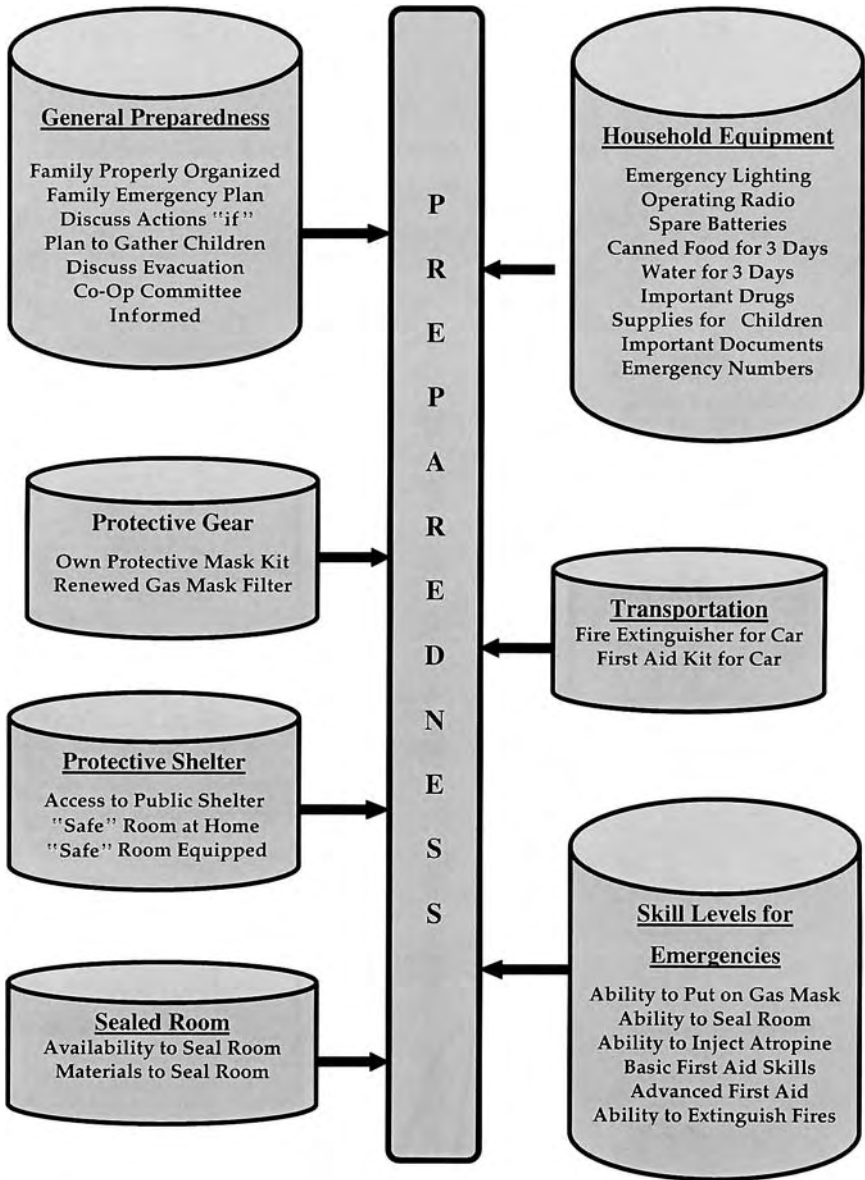 General Preparedness
Family Properly Organized
Family Emergency Plan
Discuss Actions "if"
Plan to Gather Children
Discuss Evacuation
Co-Op Committee
Informed
Protective Gear
Own Protective Mask Kit
Renewed Gas Mask Filter
Protective Shelter
Access to Public Shelter
"Safe" Room at Home
"Safe" Room Equipped
Sealed Room
Availability to Seal Room
Materials to Seal Room
P
R
E
P
A
R
E
D
N
E
S
S
Household Equipment
Emergency Lighting
Operating Radio
Spare Batteries
Canned Food for 3 Days
Water for 3 Days
Important Drugs
Supplies for Children
Important Documents
Emergency Numbers
Transportation
Fire Extinguisher for Car
First Aid Kit for Car
Skill Levels for
Emergencies
Ability to Put on Gas Mask
Ability to Seal Room
Ability to Inject Atropine
Basic First Aid Skills
Advanced First Aid
Ability to Extinguish Fires